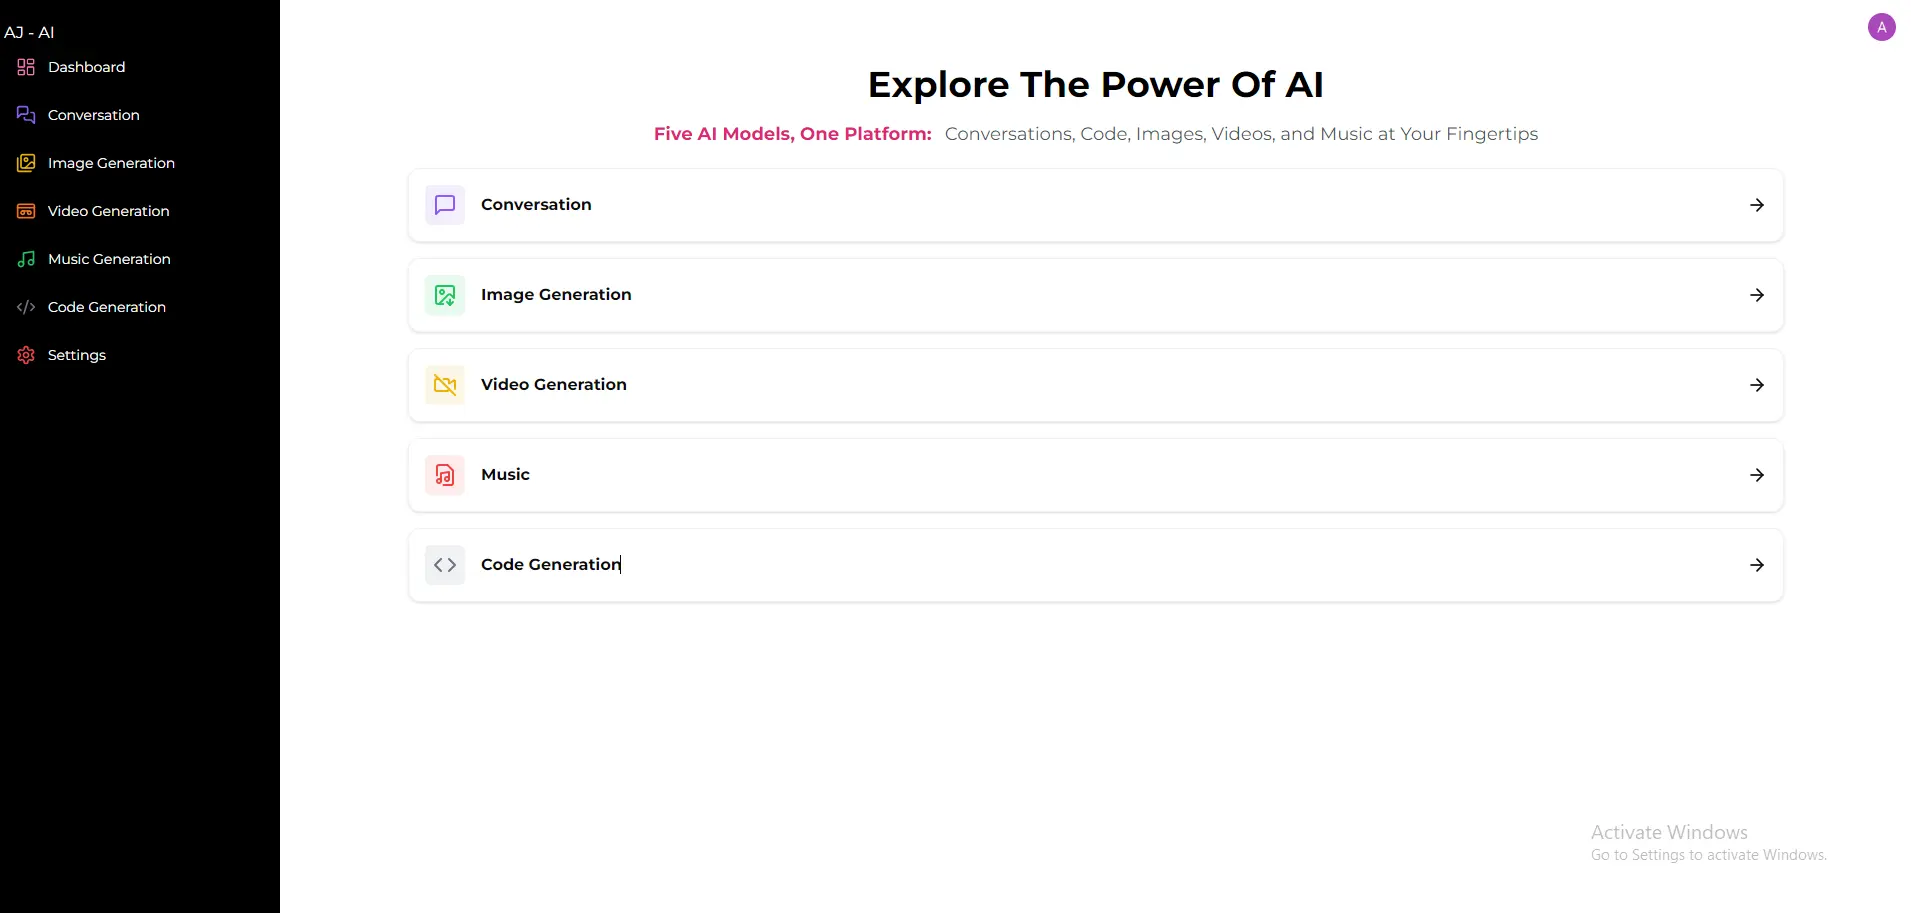 AJ - AI
Dashboard
Conversation
Image Generation
Video Generation
Music Generation
Code Generation
Settings
A
Explore The Power Of AI
Five AI Models, One Platform: Conversations, Code, Images, Videos, and Music at Your Fingertips
Conversation
Image Generation
Video Generation
Music
Code Generation
Activate Windows
Go to Settings to activate Windows.